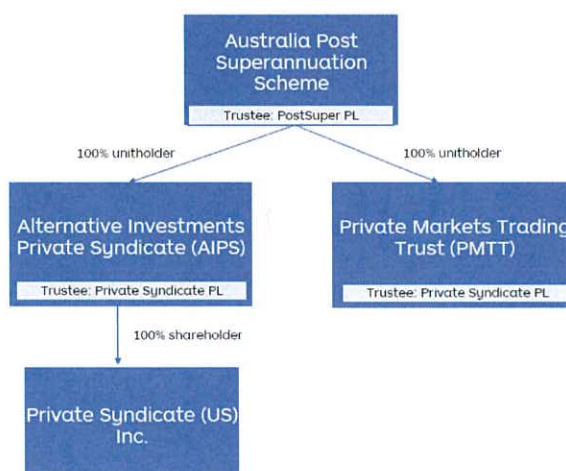 Australia Post
Superannuation
Scheme
Trustee: PostSuper PL
100% unitholder
100% unitholder
Alternative Investments
Private Syndicate (AIPS)
Trustee: Private Syndicate PL
Private Markets Trading
Trust (PMTT)
Trustee: Private Syndicate PL
100% shareholder
Private Syndicate (US)
Inc.